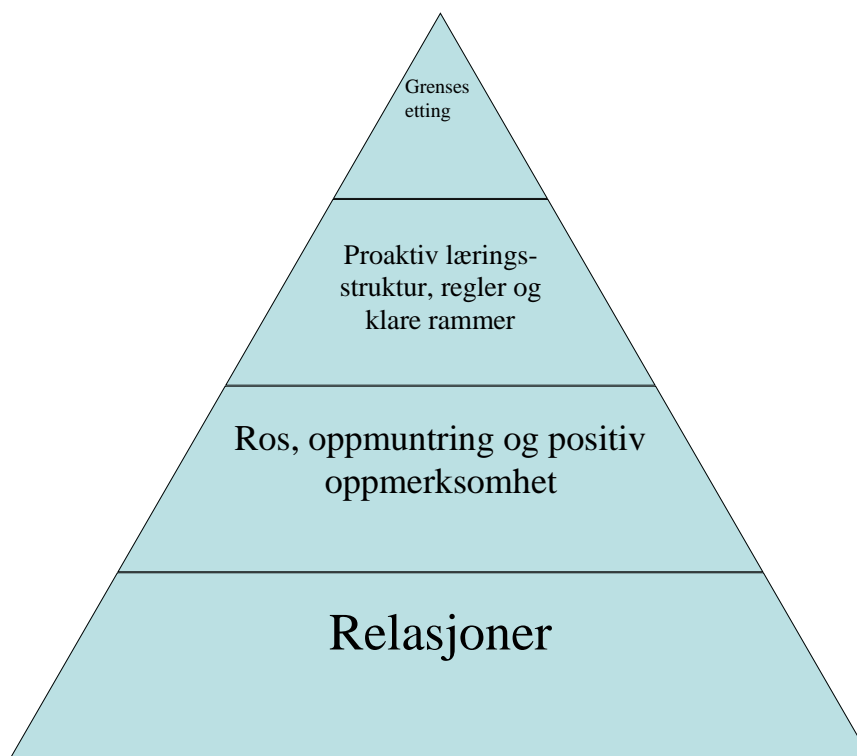 Grenses
etting
Proaktiv lærings-
struktur, regler og
klare rammer
Ros, oppmuntring og positiv
oppmerksomhet
Relasjoner